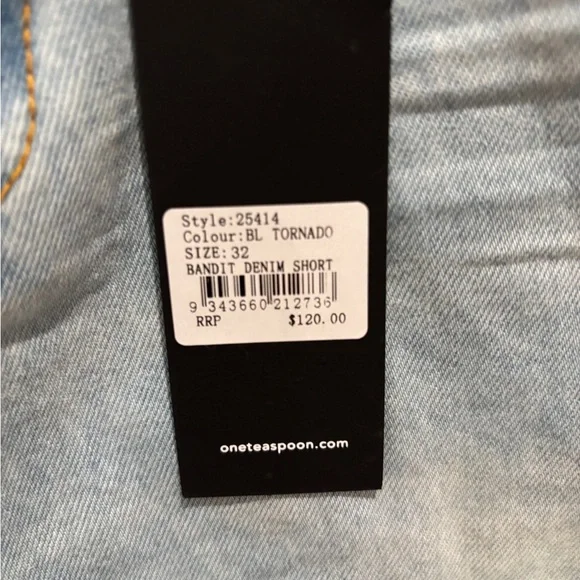 Style:25414
Colour:BL TORNADO
SIZE:32
BANDIT DENIM SHORT
9 343660 212736
RRP $120.00
oneteaspoon.com